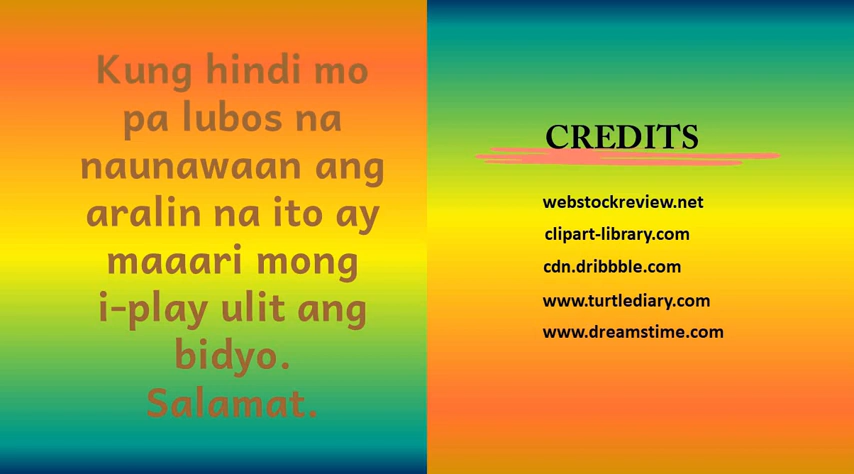 Kung hindi mo
pa lubos na
naunawaan ang
aralin na ito ay
maaari mong
i-play ulit ang
bidyo.
Salamat.
CREDITS
webstockreview.net
clipart-library.com
cdn.dribbble.com
www.turtlediary.com
www.dreamstime.com